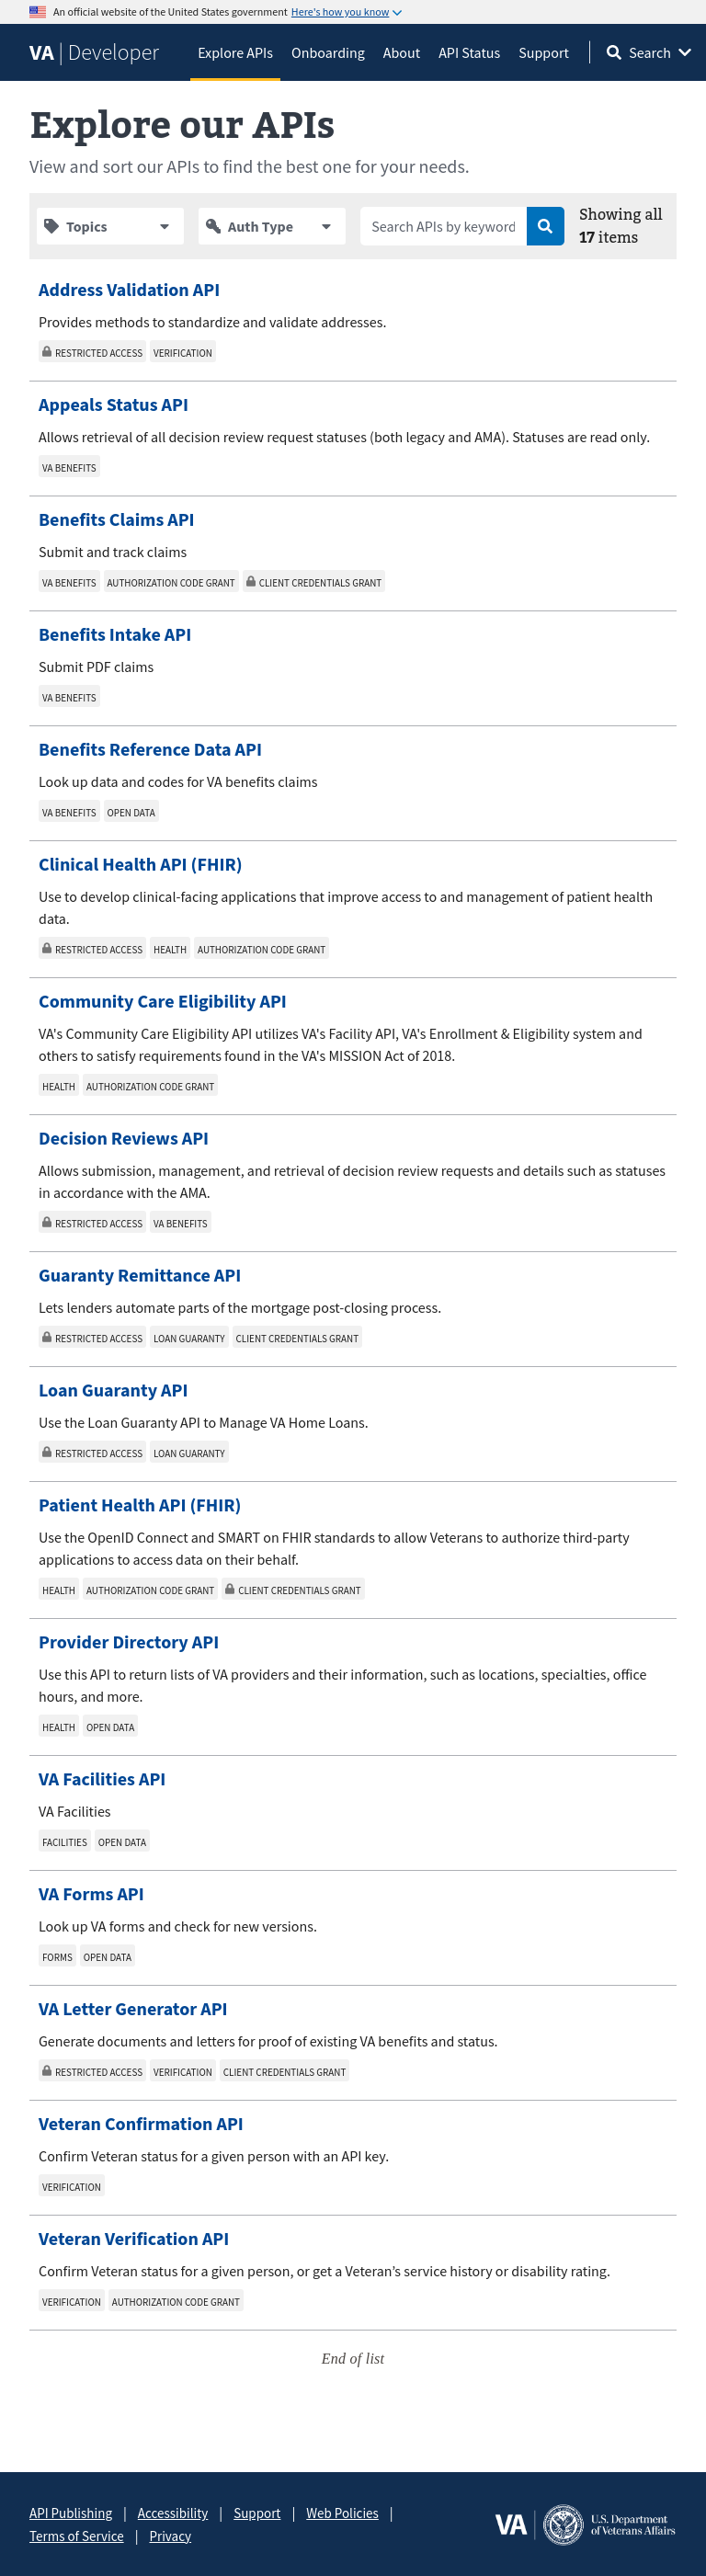 An official website of the United States government Here's how you know
VA | Developer
Explore APIs
Onboarding
About
API Status
Support
Search
Explore our APIs
View and sort our APIs to find the best one for your needs.
Topics
Auth Type
Search APIs by keyword
Showing all
17 items
Address Validation API
Provides methods to standardize and validate addresses.
RESTRICTED ACCESS VERIFICATION
Appeals Status API
Allows retrieval of all decision review request statuses (both legacy and AMA). Statuses are read only.
VA BENEFITS
Benefits Claims API
Submit and track claims
VA BENEFITS AUTHORIZATION CODE GRANT CLIENT CREDENTIALS GRANT
Benefits Intake API
Submit PDF claims
VA BENEFITS
Benefits Reference Data API
Look up data and codes for VA benefits claims
VA BENEFITS OPEN DATA
Clinical Health API (FHIR)
Use to develop clinical-facing applications that improve access to and management of patient health
data.
RESTRICTED ACCESS HEALTH AUTHORIZATION CODE GRANT
Community Care Eligibility API
VA's Community Care Eligibility API utilizes VA's Facility API, VA's Enrollment & Eligibility system and
others to satisfy requirements found in the VA's MISSION Act of 2018.
HEALTH AUTHORIZATION CODE GRANT
Decision Reviews API
Allows submission, management, and retrieval of decision review requests and details such as statuses
in accordance with the AMA.
RESTRICTED ACCESS VA BENEFITS
Guaranty Remittance API
Lets lenders automate parts of the mortgage post-closing process.
RESTRICTED ACCESS LOAN GUARANTY CLIENT CREDENTIALS GRANT
Loan Guaranty API
Use the Loan Guaranty API to Manage VA Home Loans.
RESTRICTED ACCESS LOAN GUARANTY
Patient Health API (FHIR)
Use the OpenID Connect and SMART on FHIR standards to allow Veterans to authorize third-party
applications to access data on their behalf.
HEALTH AUTHORIZATION CODE GRANT CLIENT CREDENTIALS GRANT
Provider Directory API
Use this API to return lists of VA providers and their information, such as locations, specialties, office
hours, and more.
HEALTH OPEN DATA
VA Facilities API
VA Facilities
FACILITIES OPEN DATA
VA Forms API
Look up VA forms and check for new versions.
FORMS OPEN DATA
VA Letter Generator API
Generate documents and letters for proof of existing VA benefits and status.
RESTRICTED ACCESS VERIFICATION CLIENT CREDENTIALS GRANT
Veteran Confirmation API
Confirm Veteran status for a given person with an API key.
VERIFICATION
Veteran Verification API
Confirm Veteran status for a given person, or get a Veteran’s service history or disability rating.
VERIFICATION AUTHORIZATION CODE GRANT
End of list
API Publishing | Accessibility | Support | Web Policies |
Terms of Service | Privacy
VA
U.S. Department
of Veterans Affairs